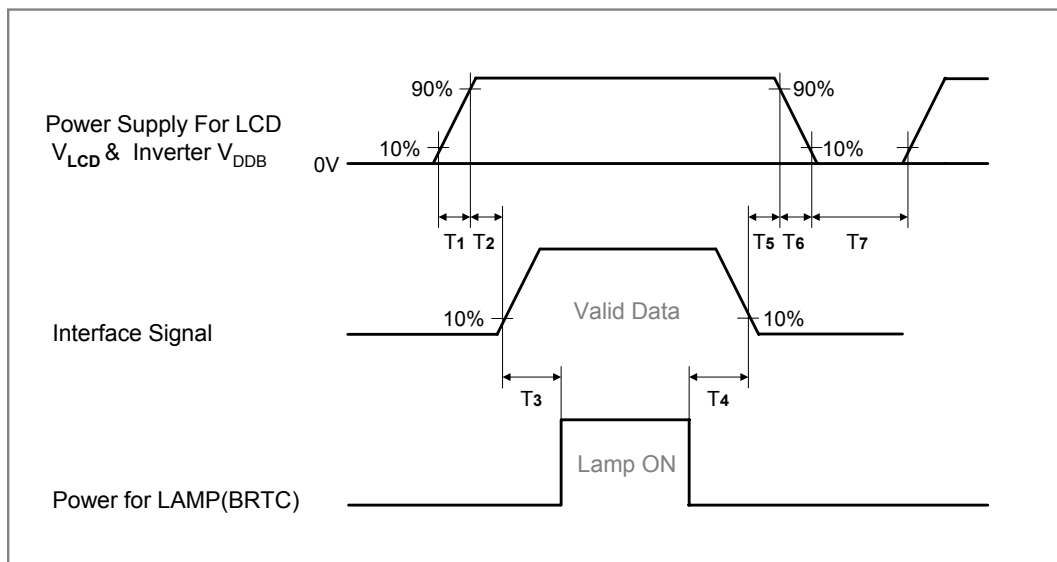 90%
90%
Power Supply For LCD
VLCD & Inverter VDDB
10%
10%
0V
T1 T2
T5 T6 T7
10%
Valid Data
10%
Interface Signal
T3
T4
Lamp ON
Power for LAMP(BRTC)